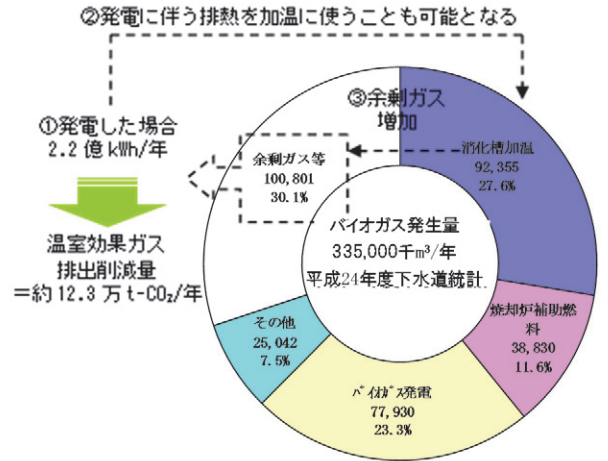 ②発電に伴う排熱を加温に使うことも可能となる
③余剰ガス
増加
①発電した場合
2.2億kWh/年
温室効果ガス
排出削減量
＝約12.3万t-CO₂/年
余剰ガス等
100,801
30.1%
消化槽加温
92,355
27.6%
バイオガス発生量
335,000千m³/年
平成24年度下水道統計
焼却炉補助燃
料
38,830
11.6%
その他
25,042
7.5%
ﾊﾞｲｵｶﾞｽ発電
77,930
23.3%